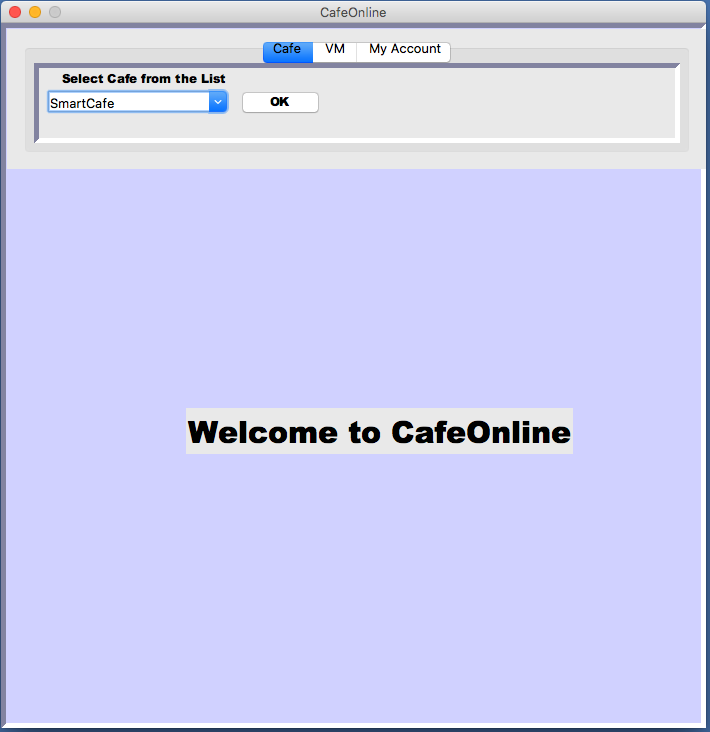 CafeOnline
Cafe VM My Account
Select Cafe from the List
SmartCafe OK
Welcome to CafeOnline